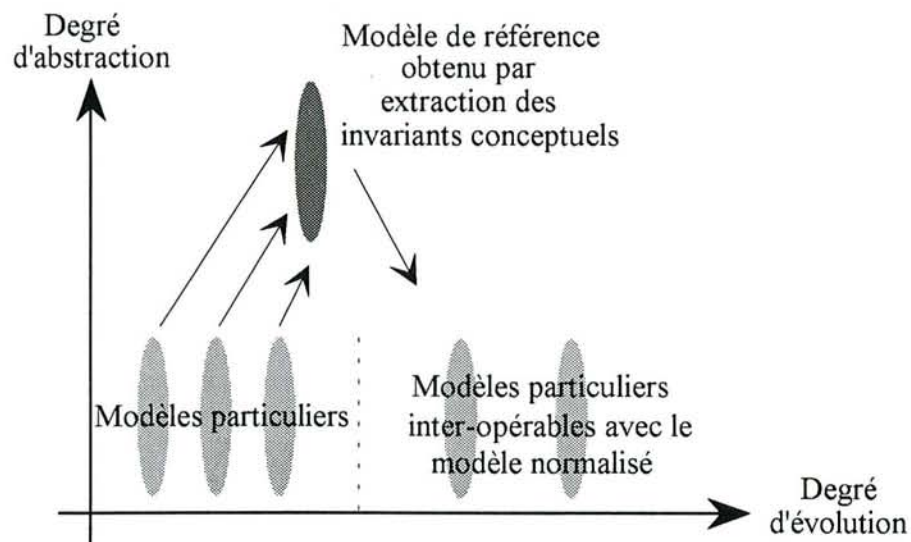 Degré
d'abstraction
Modèle de référence
obtenu par
extraction des
invariants conceptuels
Modèles particuliers
Modèles particuliers
inter-opérables avec le
modèle normalisé
Degré
d'évolution